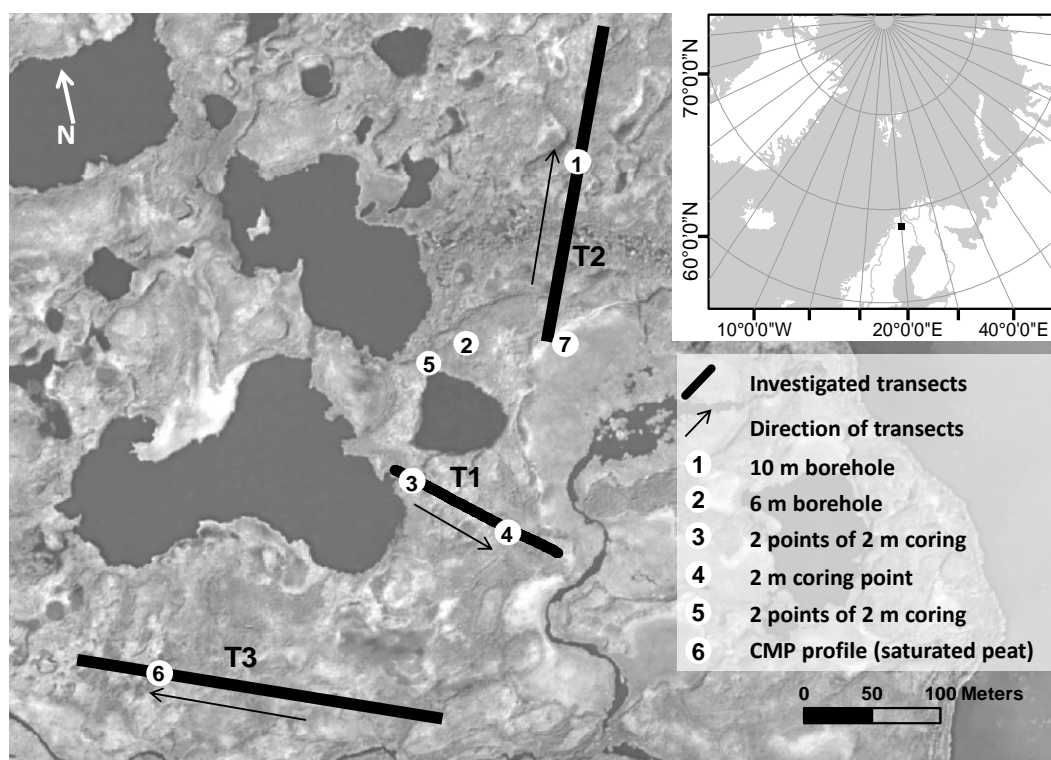 N
1
T2
2
5
7
T1
3
4
T3
6
70°0'0"N
60°0'0"N
10°0'0"W
20°0'0"E
40°0'0"E
Investigated transects
Direction of transects
1 10 m borehole
2 6 m borehole
3 2 points of 2 m coring
4 2 m coring point
5 2 points of 2 m coring
6 CMP profile (saturated peat)
0 50 100 Meters